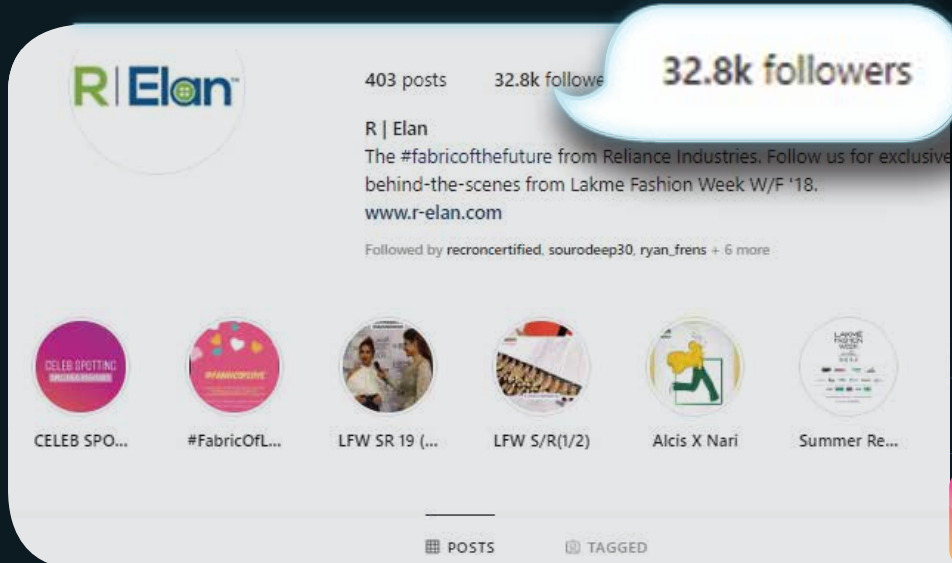 R|Elan™
403 posts 32.8k followe
32.8k followers
R | Elan
The #fabricofthefuture from Reliance Industries. Follow us for exclusive
behind-the-scenes from Lakme Fashion Week W/F '18.
www.r-elan.com
Followed by recroncertified, sourodeep30, ryan_frens + 6 more
CELEB SPOTTING
#FABRICOFLOVE
LAKMÉ
FASHION
WEEK
CELEB SPO...
#FabricOfL...
LFW SR 19 (...
LFW S/R(1/2)
Alcis X Nari
Summer Re...
POSTS
TAGGED